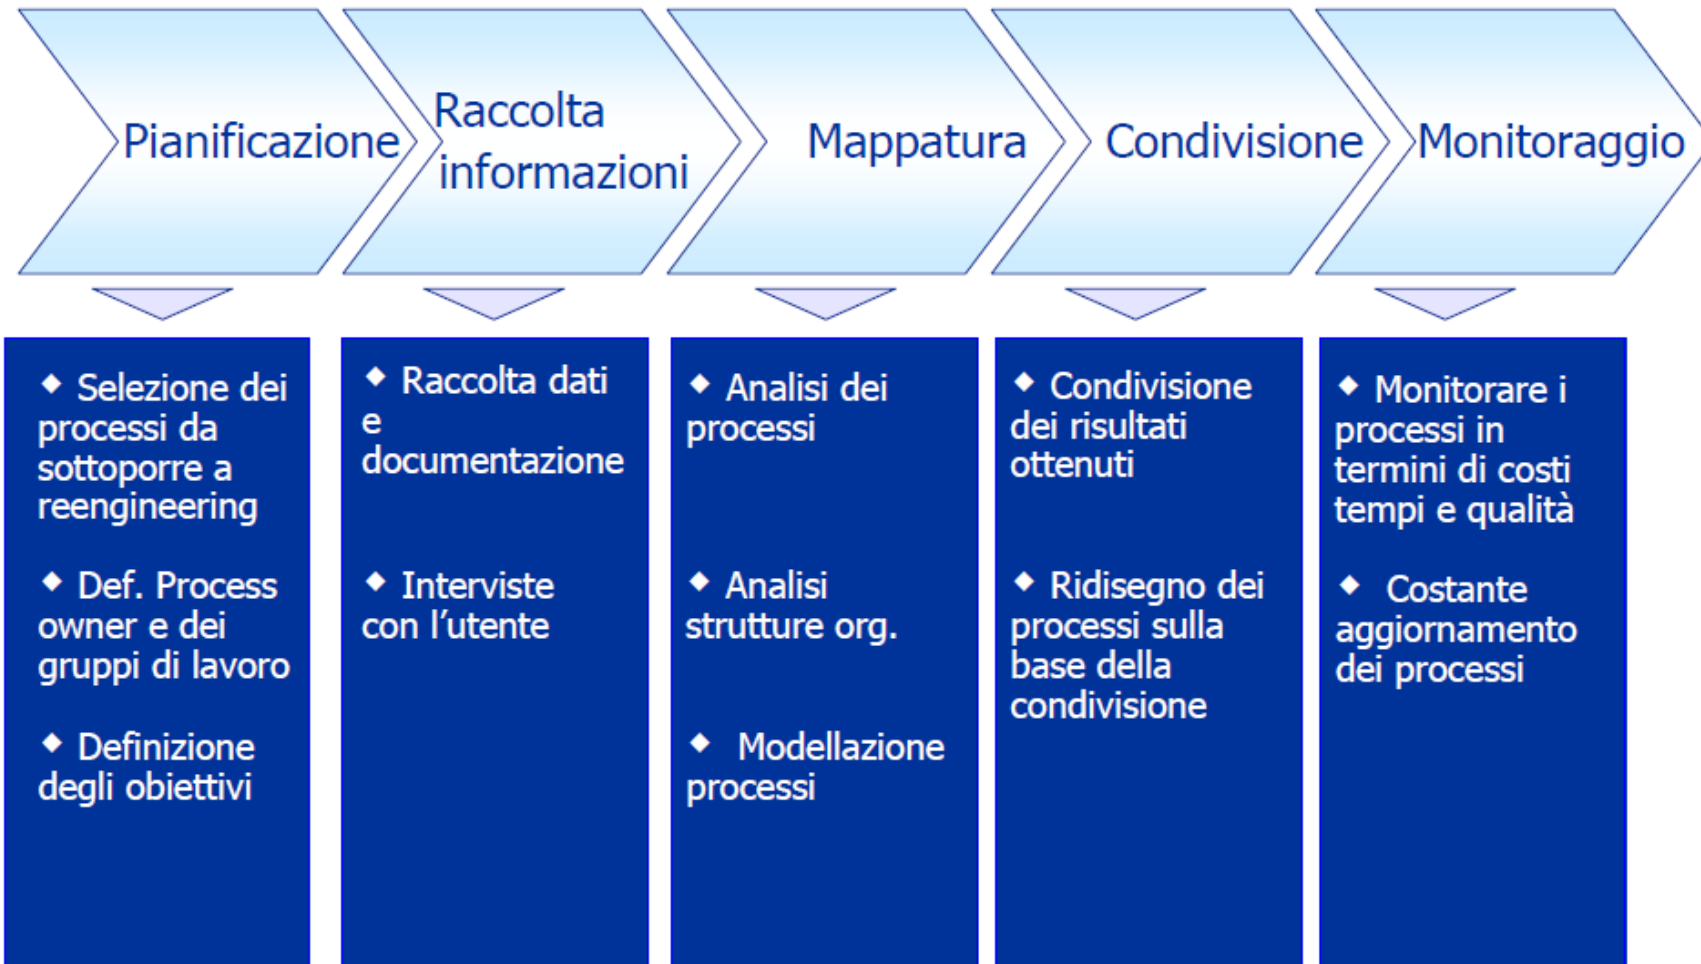 Pianificazione
Raccolta
informazioni
Mappatura
Condivisione
Monitoraggio
◆ Selezione dei
processi da
sottoporre a
reengineering
◆ Def. Process
owner e dei
gruppi di lavoro
◆ Definizione
degli obiettivi
◆ Raccolta dati
e
documentazione
◆ Interviste
con l’utente
◆ Analisi dei
processi
◆ Analisi
strutture org.
◆ Modellazione
processi
◆ Condivisione
dei risultati
ottenuti
◆ Ridisegno dei
processi sulla
base della
condivisione
◆ Monitorare i
processi in
termini di costi
tempi e qualità
◆ Costante
aggiornamento
dei processi